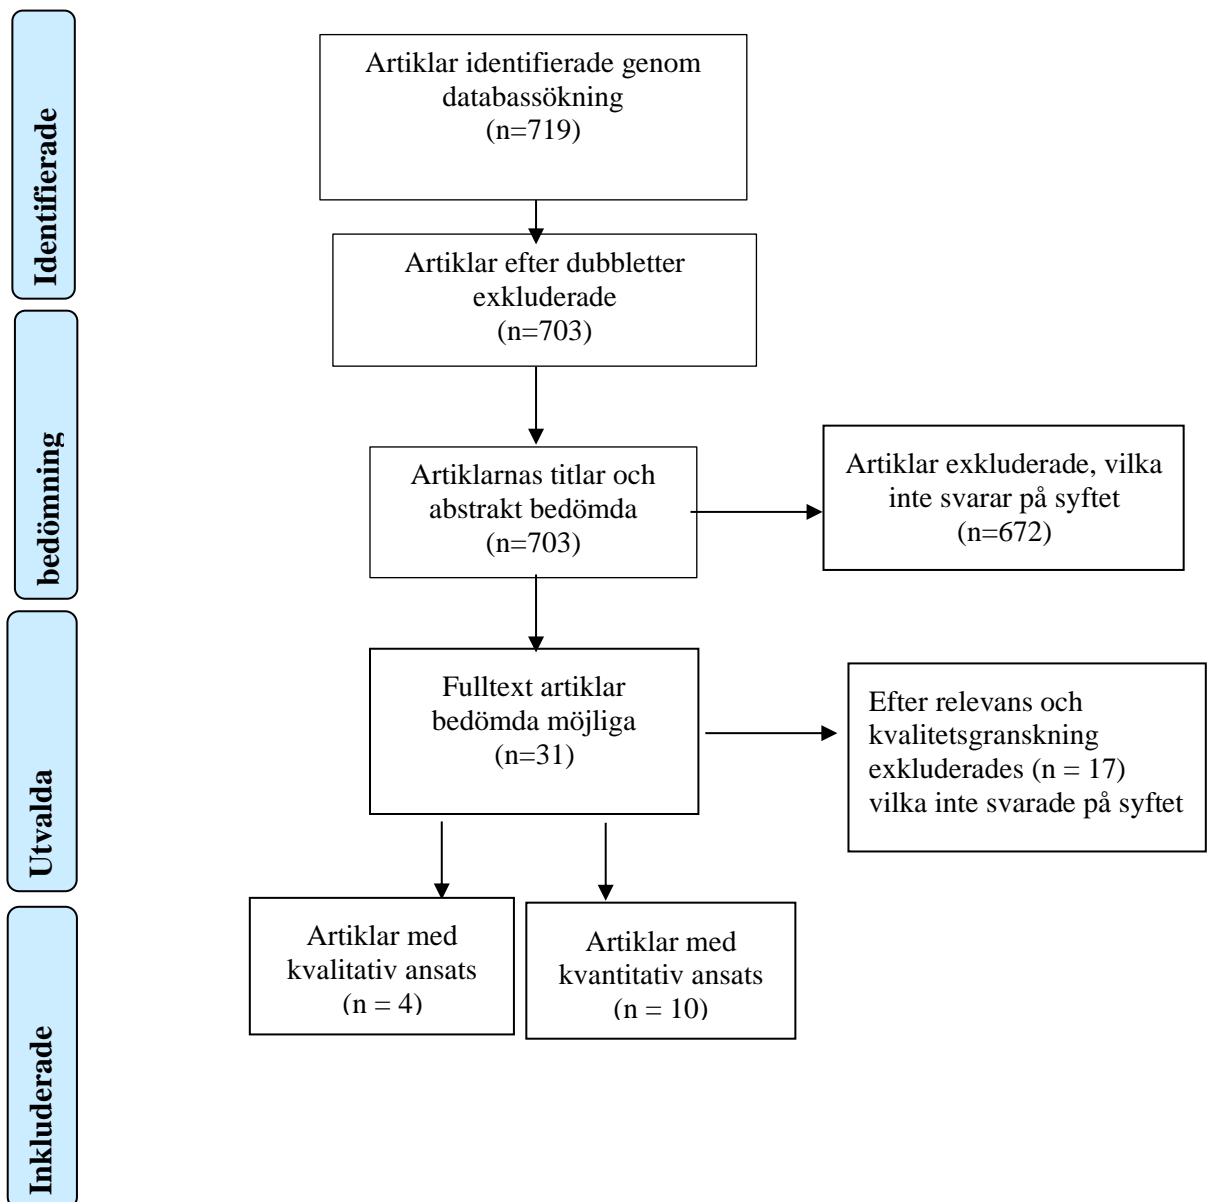 Identifierade
Artiklar identifierade genom
databassökning
(n=719)
Artiklar efter dubbletter
exkluderade
(n=703)
bedömning
Artiklarnas titlar och
abstrakt bedömda
(n=703)
Artiklar exkluderade, vilka
inte svarar på syftet
(n=672)
Utvalda
Fulltext artiklar
bedömda möjliga
(n=31)
Efter relevans och
kvalitetsgranskning
exkluderades (n = 17)
vilka inte svarade på syftet
Inkluderade
Artiklar med
kvalitativ ansats
(n = 4)
Artiklar med
kvantitativ ansats
(n = 10)